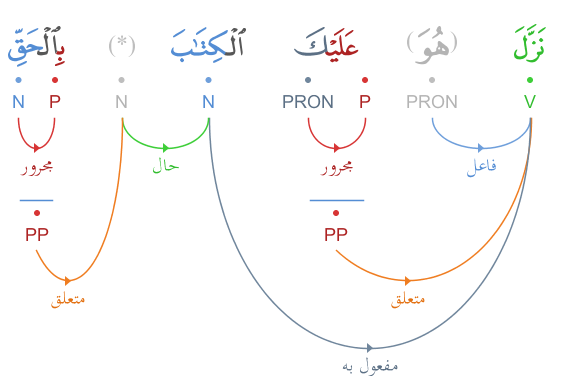 نَزَّلَ (هُوَ) عَلَيْكَ ٱلْكِتَٰبَ (*) بِٱلْحَقِّ
V PRON P PRON N N P N
فاعل مجرور حال مجرور
PP PP
متعلق متعلق
مفعول به